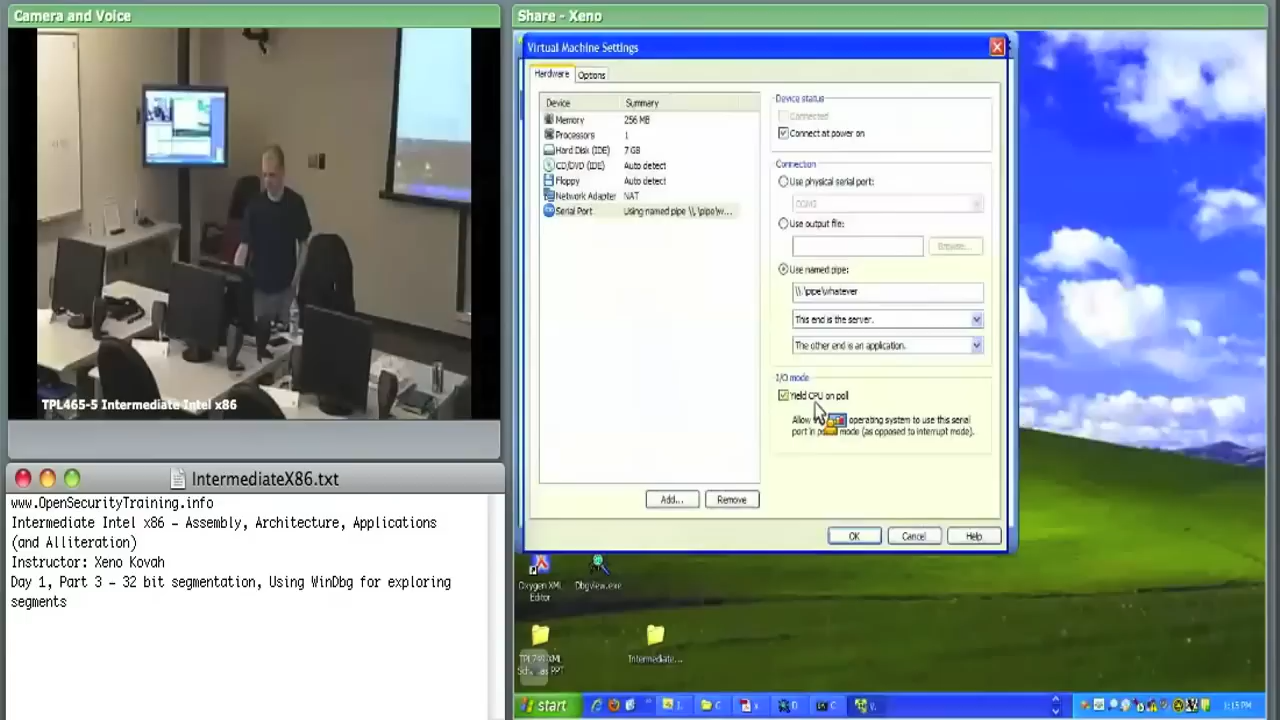 Camera and Voice
TPL465-5 Intermediate Intel x86
IntermediateX86.txt
www.OpenSecurityTraining.info
Intermediate Intel x86 - Assembly, Architecture, Applications
(and Alliteration)
Instructor: Xeno Kovah
Day 1, Part 3 - 32 bit segmentation, Using WinDbg for exploring
segments
Share - Xeno
Virtual Machine Settings
Hardware Options
Device Summary
Memory 256 MB
Processors 1
Hard Disk (IDE) 7 GB
CD/DVD (IDE) Auto detect
Floppy Auto detect
Network Adapter NAT
Serial Port Using named pipe \\.\pipe\w...
Add... Remove
Device status
Connected
Connect at power on
Connection
Use physical serial port:
Use output file:
Browse...
Use named pipe:
\\.\pipe\whatever
This end is the server.
The other end is an application.
I/O mode
Yield CPU on poll
Allow operating system to use this serial
port in mode (as opposed to interrupt mode).
OK Cancel Help
Oxygen XML
Editor
Dbgview.exe
Intermediate...
start